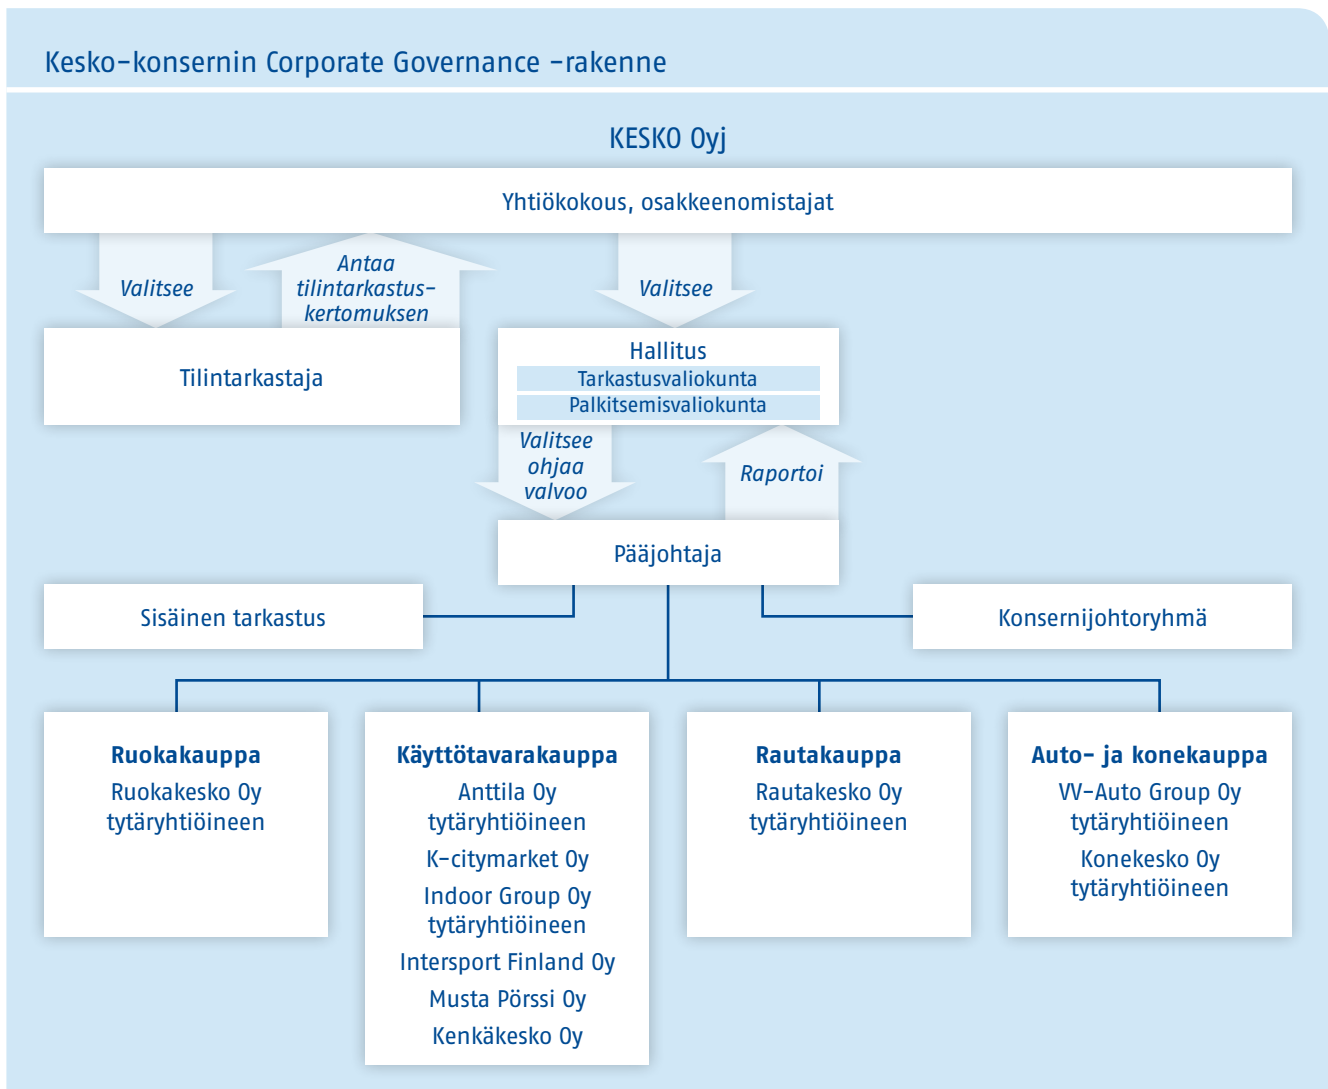 Kesko-konsernin Corporate Governance -rakenne
KESKO Oyj
Yhtiökokous, osakkeenomistajat
Valitsee
Antaa
tilintarkastus-
kertomuksen
Valitsee
Tilintarkastaja
Hallitus
Tarkastusvaliokunta
Palkitsemisvaliokunta
Valitsee
ohjaa
valvoo
Raportoi
Pääjohtaja
Sisäinen tarkastus
Konsernijohtoryhmä
Ruokakauppa
Ruokakesko Oy
tytäryhtiöineen
Käyttötavarakauppa
Anttila Oy
tytäryhtiöineen
K-citymarket Oy
Indoor Group Oy
tytäryhtiöineen
Intersport Finland Oy
Musta Pörssi Oy
Kenkäkesko Oy
Rautakauppa
Rautakesko Oy
tytäryhtiöineen
Auto- ja konekauppa
VV-Auto Group Oy
tytäryhtiöineen
Konekesko Oy
tytäryhtiöineen